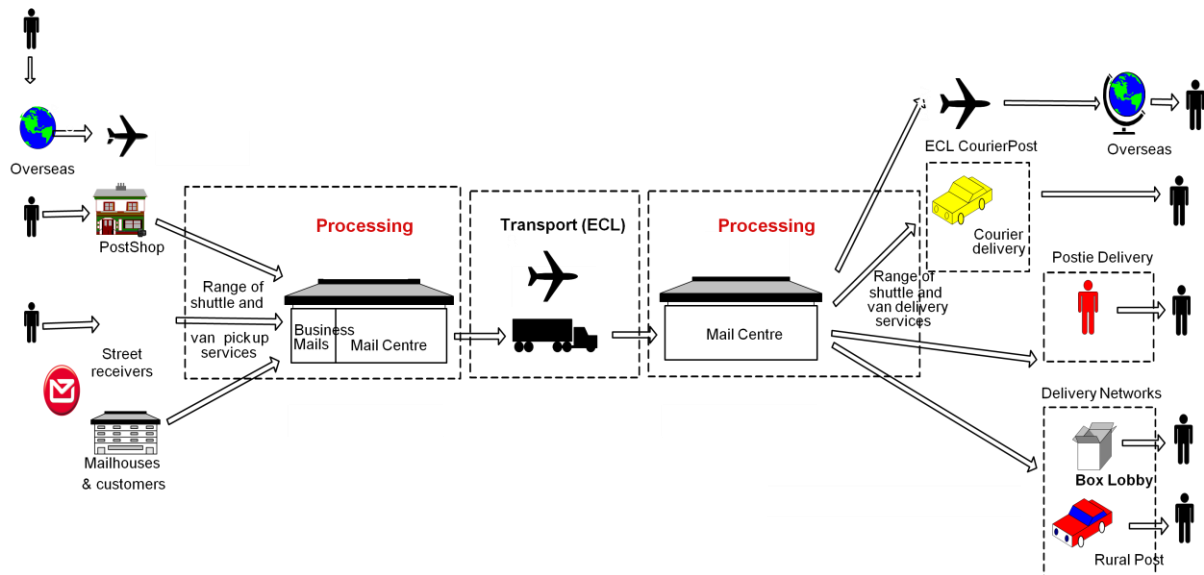 Overseas
PostShop
Street
receivers
Mailhouses
& customers
Processing
Range of
shuttle and
van pickup
services
Business
Mails
Mail Centre
Transport (ECL)
Processing
Mail Centre
Range of
shuttle and
van delivery
services
ECL CourierPost
Overseas
Courier
delivery
Postie Delivery
Delivery Networks
Box Lobby
Rural Post